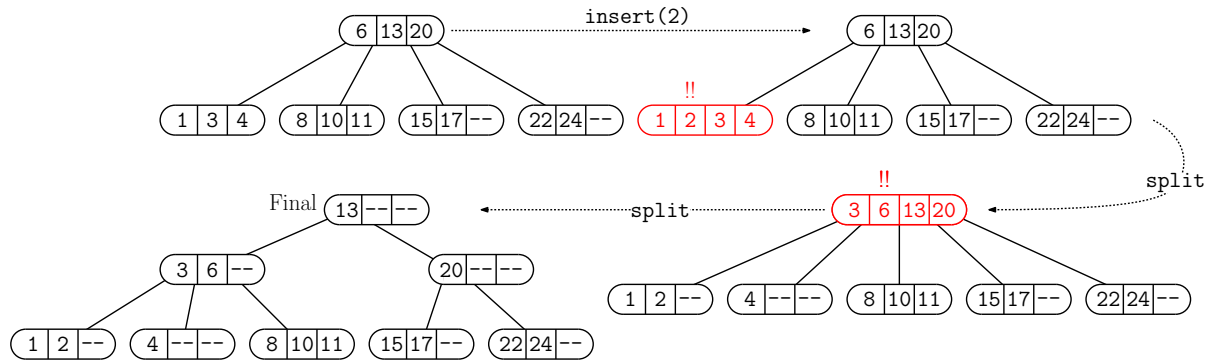 insert(2)
6 13 20
6 13 20
!!
1 3 4
8 10 11
15 17 --
22 24 --
1 2 3 4
8 10 11
15 17 --
22 24 --
split
!!
Final
13 -- --
split
3 6 13 20
3 6 --
20 -- --
1 2 --
4 -- --
8 10 11
15 17 --
22 24 --
1 2 --
4 -- --
8 10 11
15 17 --
22 24 --